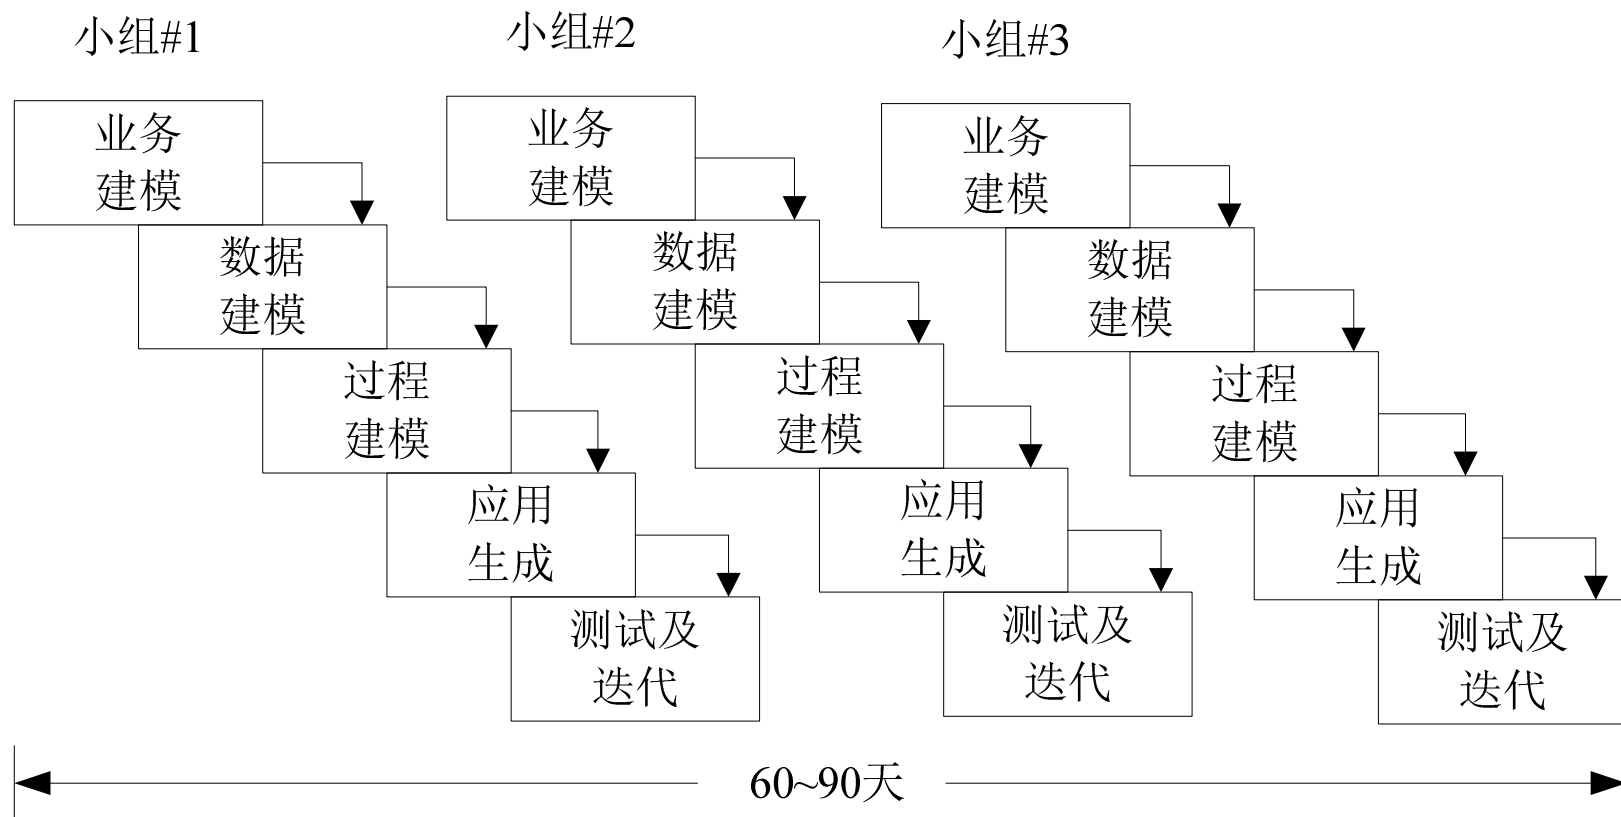 小组#1
小组#2
小组#3
业务
建模
数据
建模
过程
建模
应用
生成
测试及
迭代
业务
建模
数据
建模
过程
建模
应用
生成
测试及
迭代
业务
建模
数据
建模
过程
建模
应用
生成
测试及
迭代
60~90天